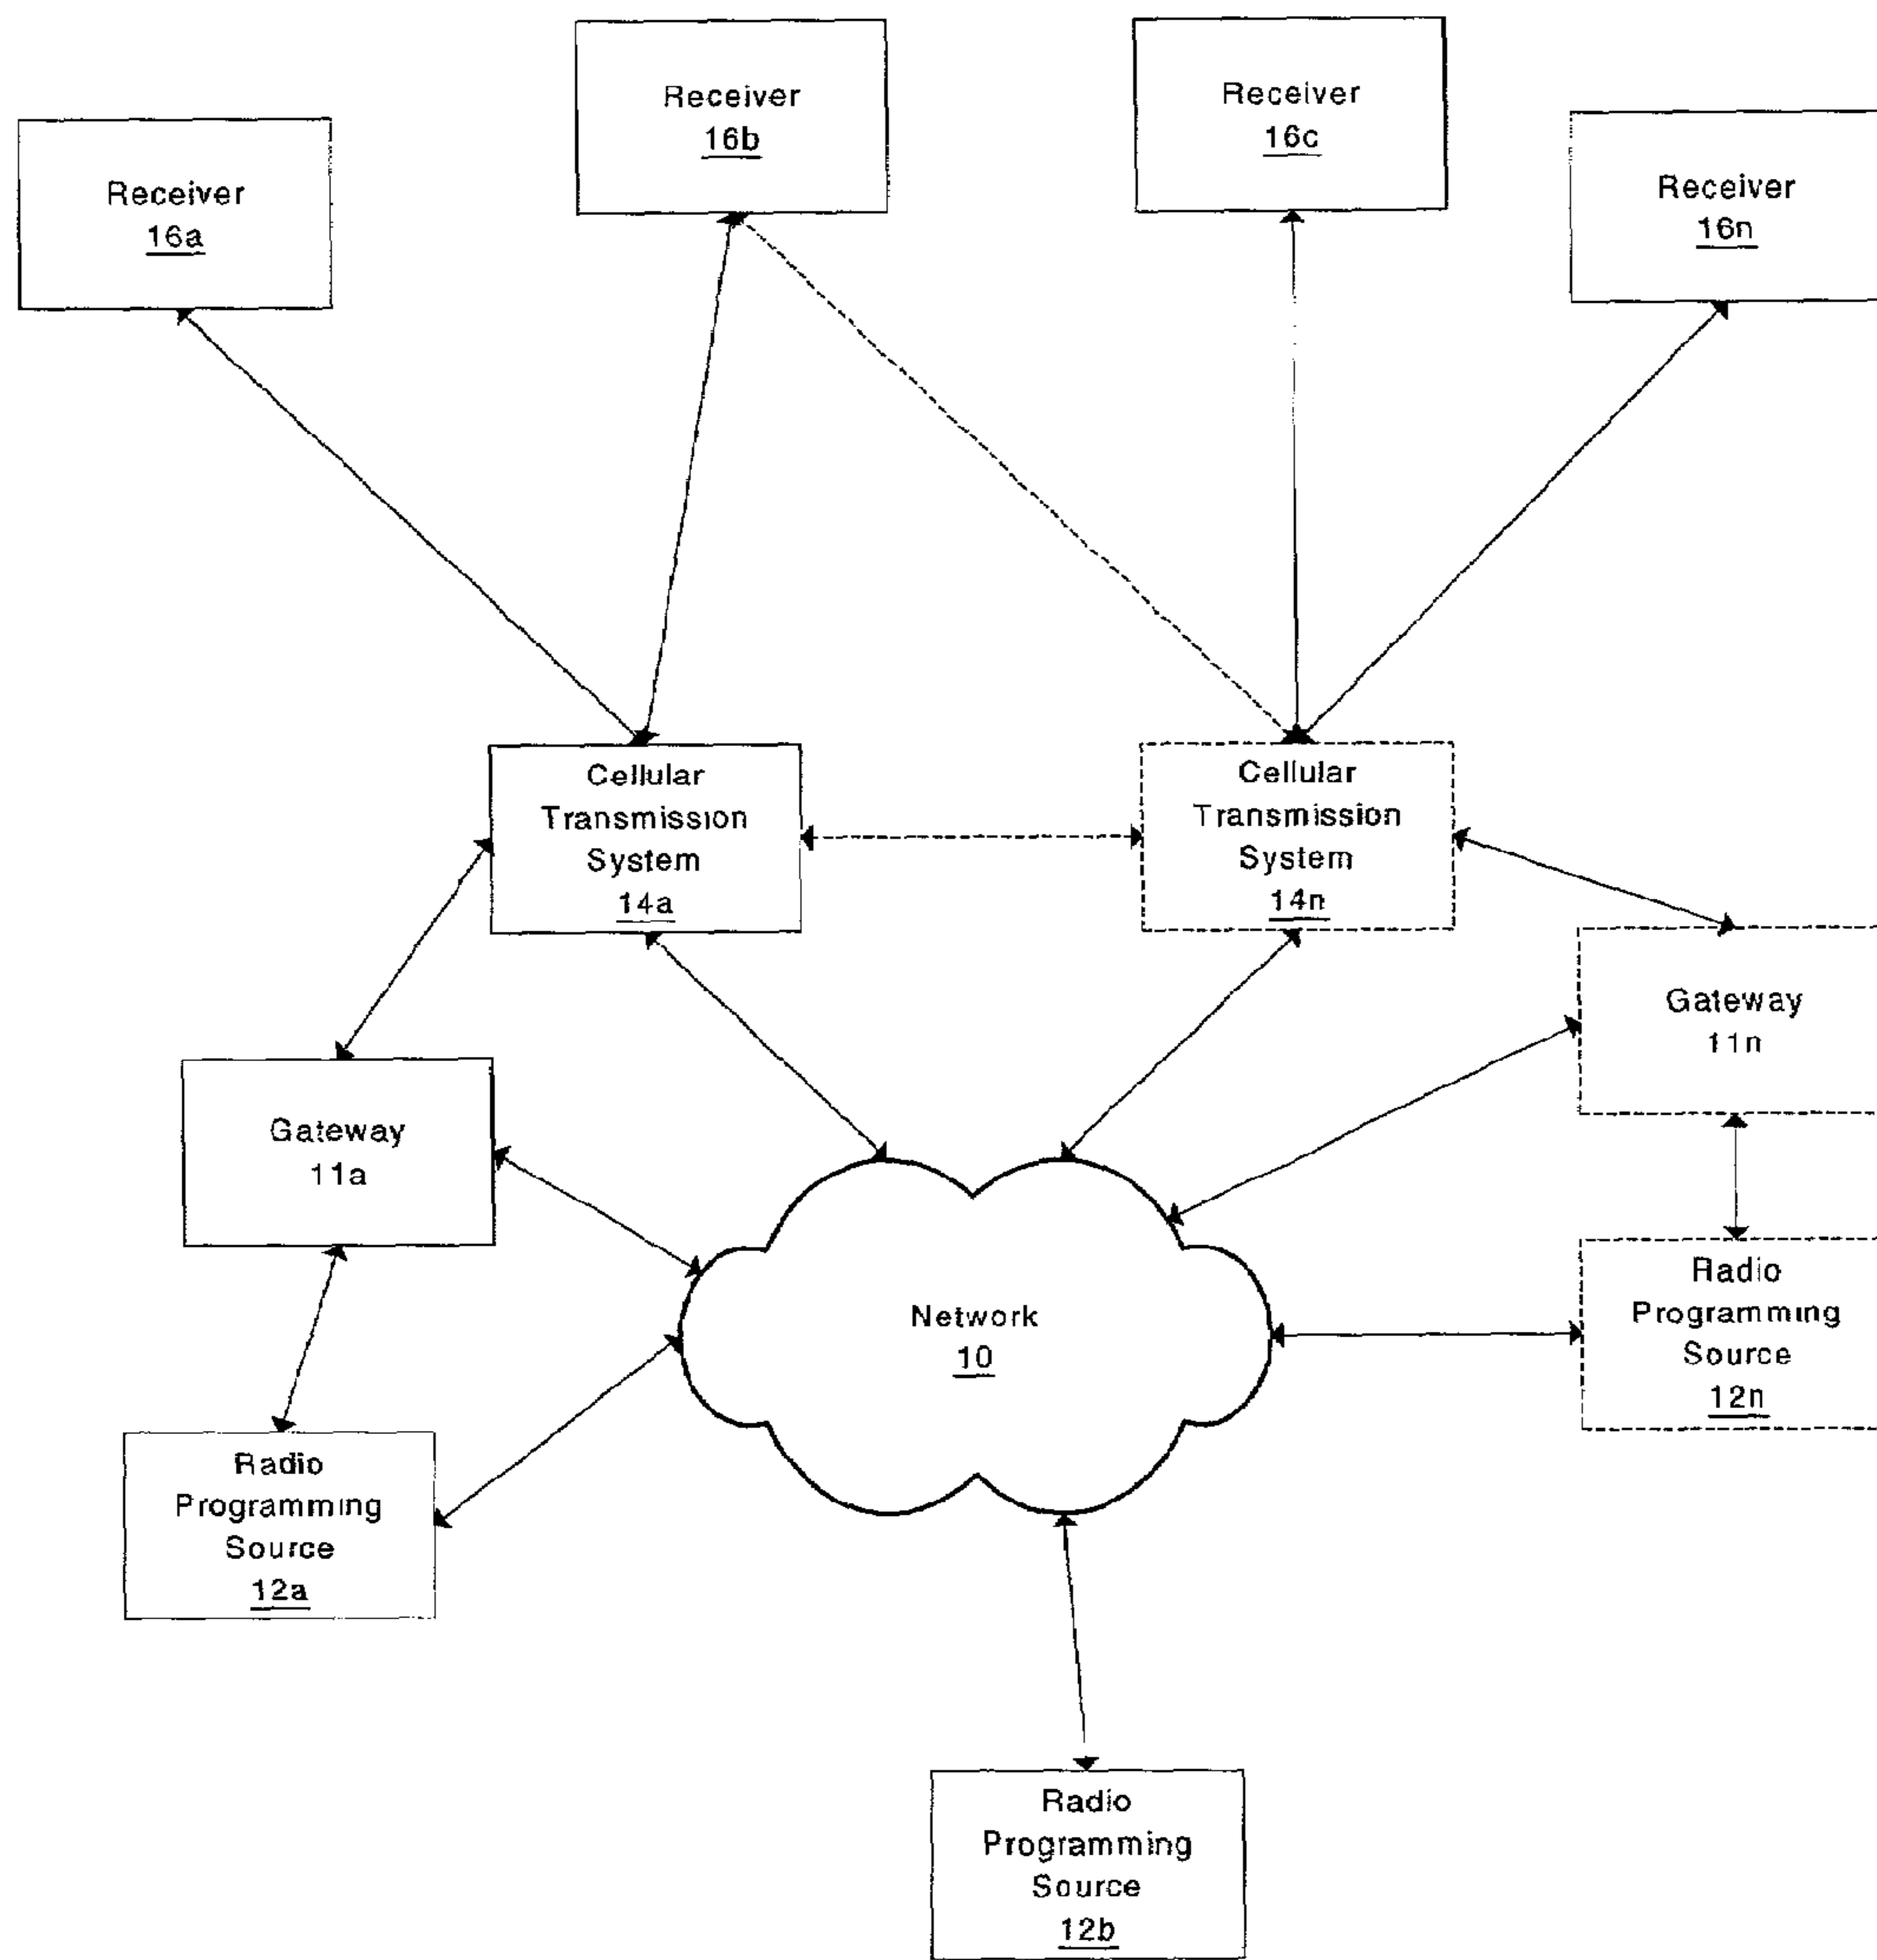 Receiver
16a
Receiver
16b
Receiver
16c
Receiver
16n
Cellular
Transmission
System
14a
Cellular
Transmission
System
14n
Gateway
11n
Gateway
11a
Network
10
Radio
Programming
Source
12n
Radio
Programming
Source
12a
Radio
Programming
Source
12b